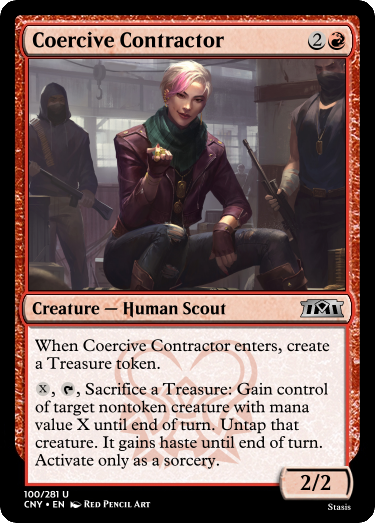 Coercive Contractor 2
Creature — Human Scout
When Coercive Contractor enters, create
a Treasure token.
X, , Sacrifice a Treasure: Gain control
of target nontoken creature with mana
value X until end of turn. Untap that
creature. It gains haste until end of turn.
Activate only as a sorcery.
2/2
100/281 U
CNY • EN Red Pencil Art
Stasis